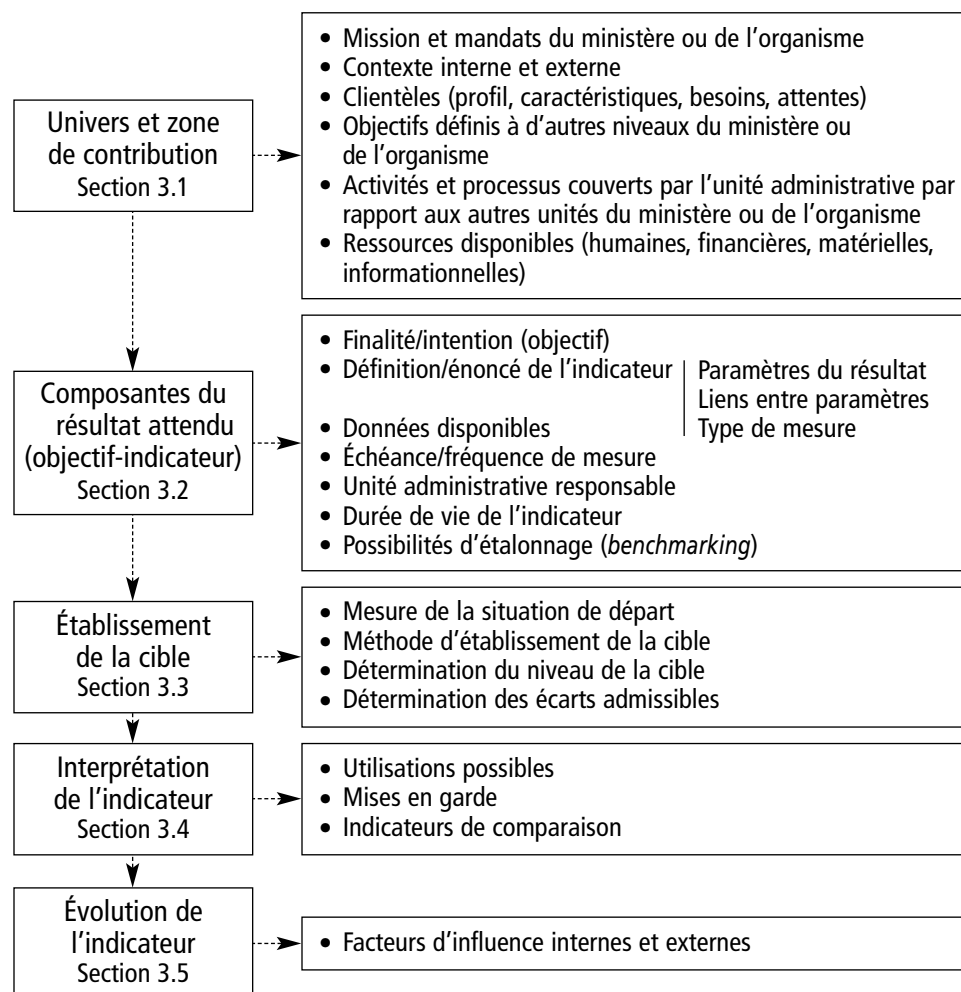 Univers et zone
de contribution
Section 3.1
• Mission et mandats du ministère ou de l'organisme
• Contexte interne et externe
• Clientèles (profil, caractéristiques, besoins, attentes)
• Objectifs définis à d'autres niveaux du ministère ou
de l'organisme
• Activités et processus couverts par l'unité administrative par
rapport aux autres unités du ministère ou de l'organisme
• Ressources disponibles (humaines, financières, matérielles,
informationnelles)
Composantes du
résultat attendu
(objectif-indicateur)
Section 3.2
• Finalité/intention (objectif)
• Définition/énoncé de l'indicateur
Paramètres du résultat
Liens entre paramètres
Type de mesure
• Données disponibles
• Échéance/fréquence de mesure
• Unité administrative responsable
• Durée de vie de l'indicateur
• Possibilités d'étalonnage (benchmarking)
Établissement
de la cible
Section 3.3
• Mesure de la situation de départ
• Méthode d'établissement de la cible
• Détermination du niveau de la cible
• Détermination des écarts admissibles
Interprétation
de l'indicateur
Section 3.4
• Utilisations possibles
• Mises en garde
• Indicateurs de comparaison
Évolution de
l'indicateur
Section 3.5
• Facteurs d'influence internes et externes